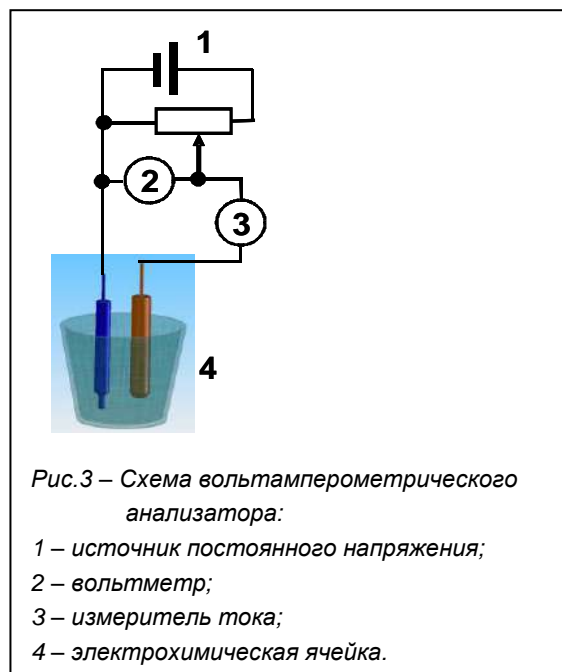 1
2
3
4
Рис.3 – Схема вольтамперометрического
анализатора:
1 – источник постоянного напряжения;
2 – вольтметр;
3 – измеритель тока;
4 – электрохимическая ячейка.